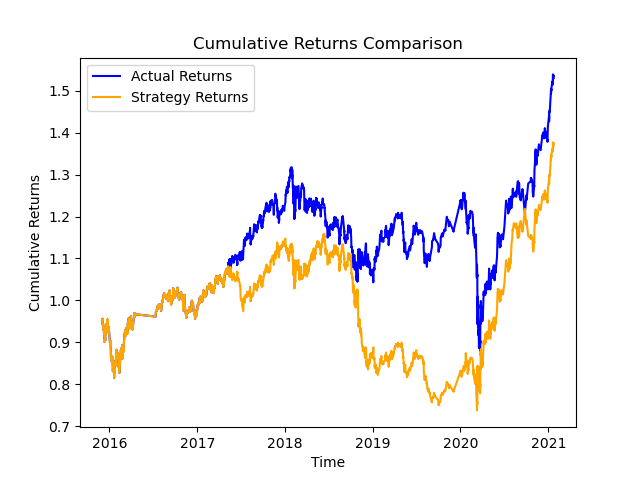 Cumulative Returns Comparison
Actual Returns
Strategy Returns
Cumulative Returns
1.5
1.4
1.3
1.2
1.1
1.0
0.9
0.8
0.7
2016 2017 2018 2019 2020 2021
Time